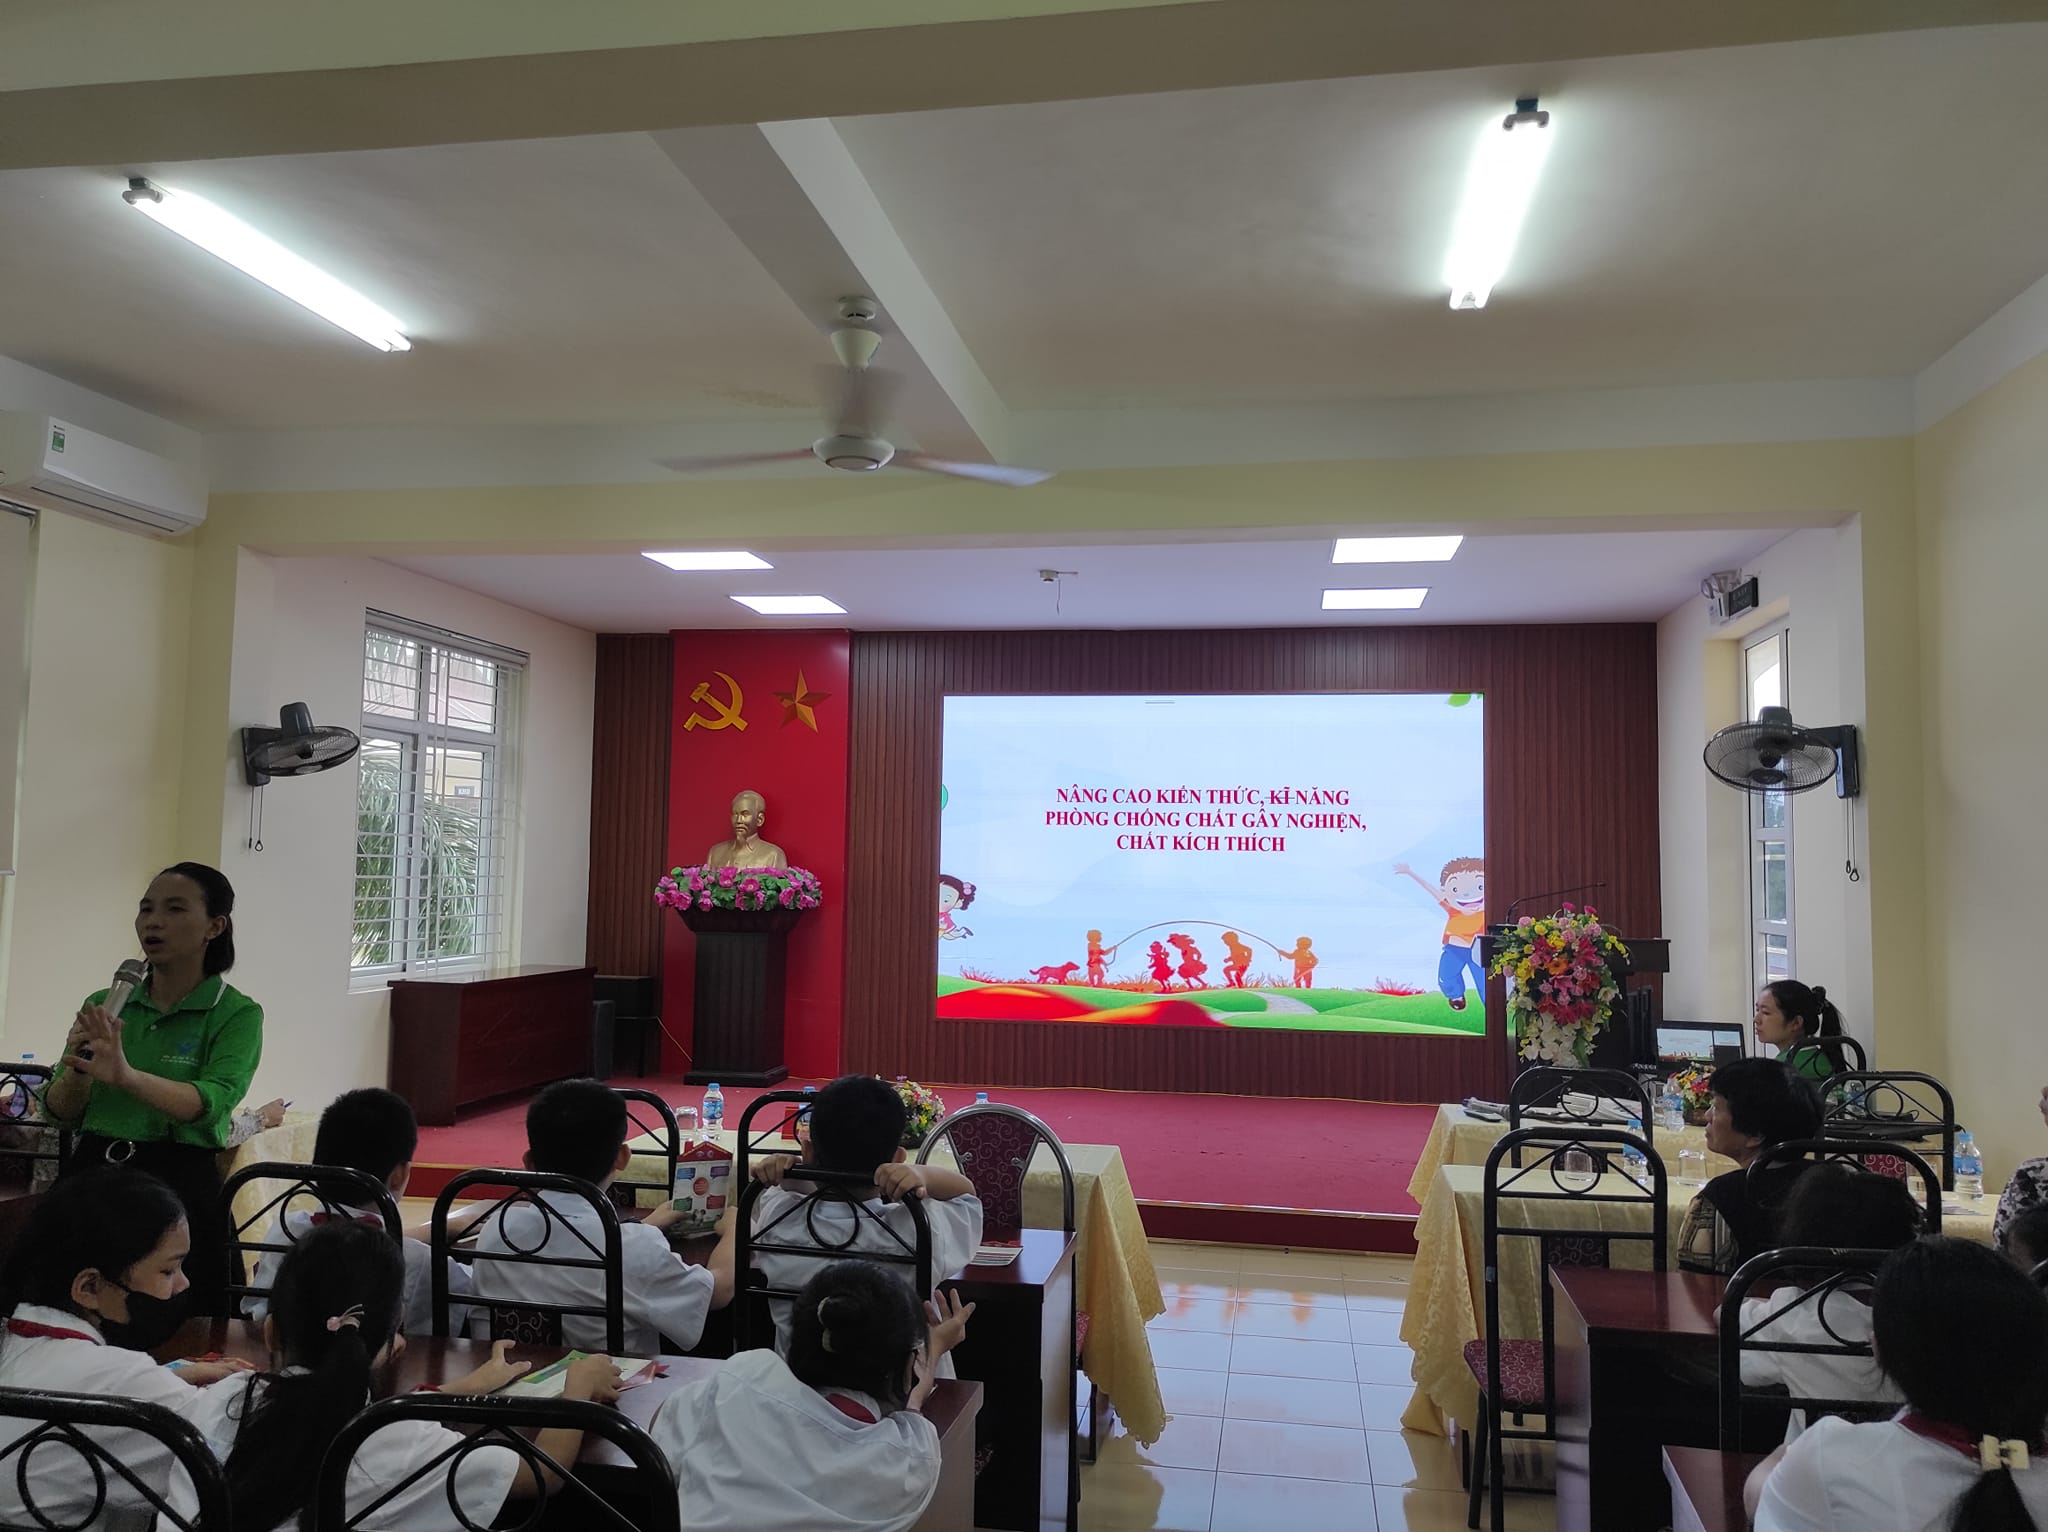 NÂNG CAO KIẾN THỨC, KĨ NĂNG
PHÒNG CHỐNG CHẤT GÂY NGHIỆN,
CHẤT KÍCH THÍCH